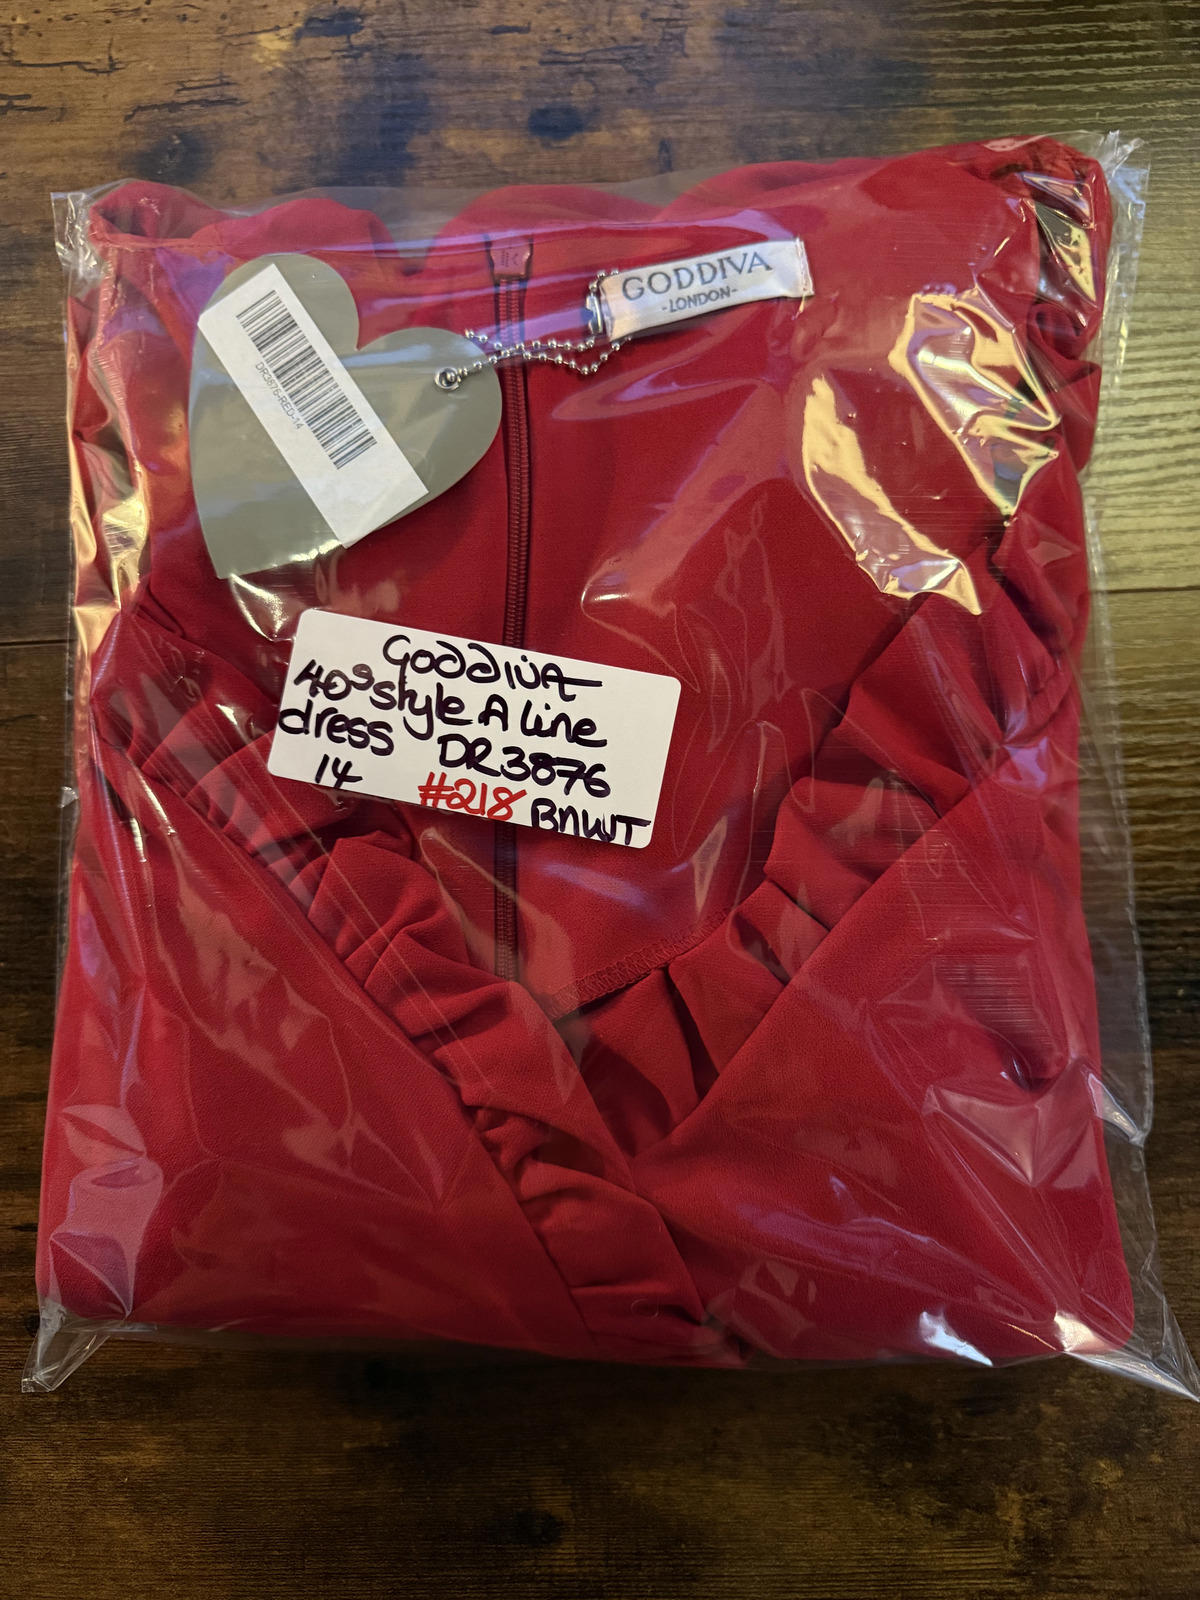 GODDIVA
-LONDON-
DR3876-RED-14
GODDIVA
40s style A line
dress DR3876
14 #218 BNWT